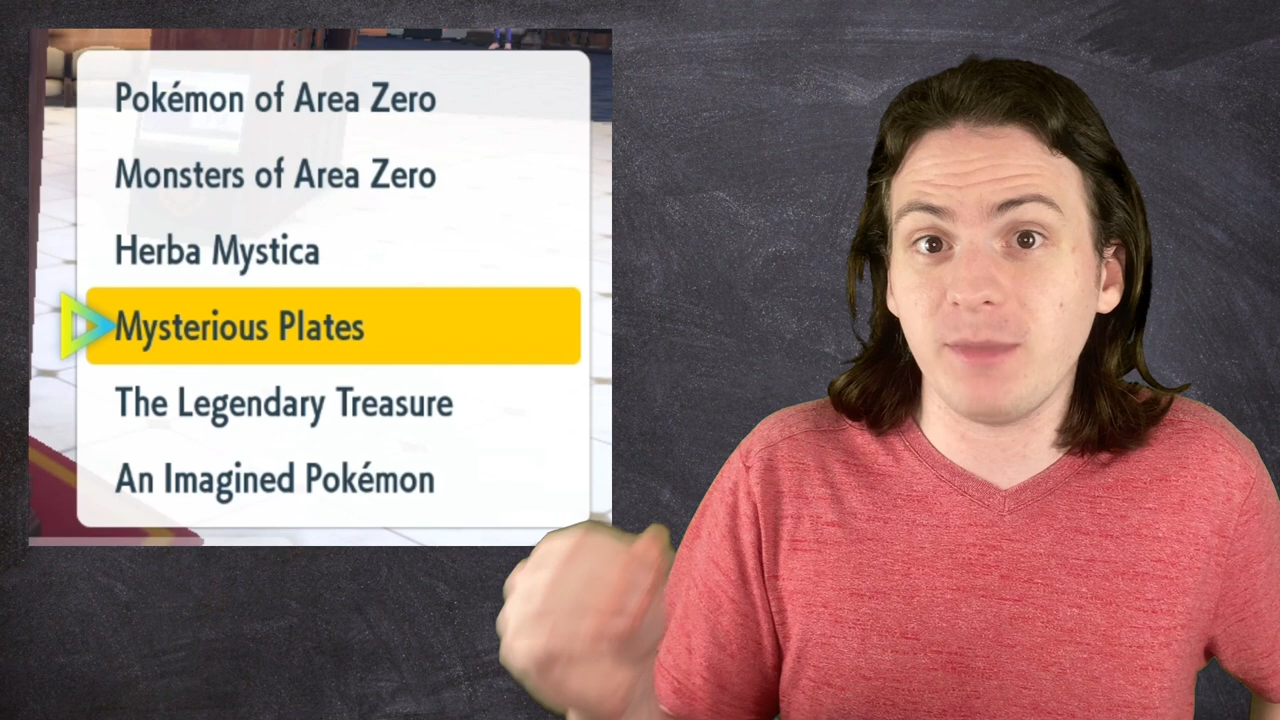 Pokémon of Area Zero
Monsters of Area Zero
Herba Mystica
Mysterious Plates
The Legendary Treasure
An Imagined Pokémon